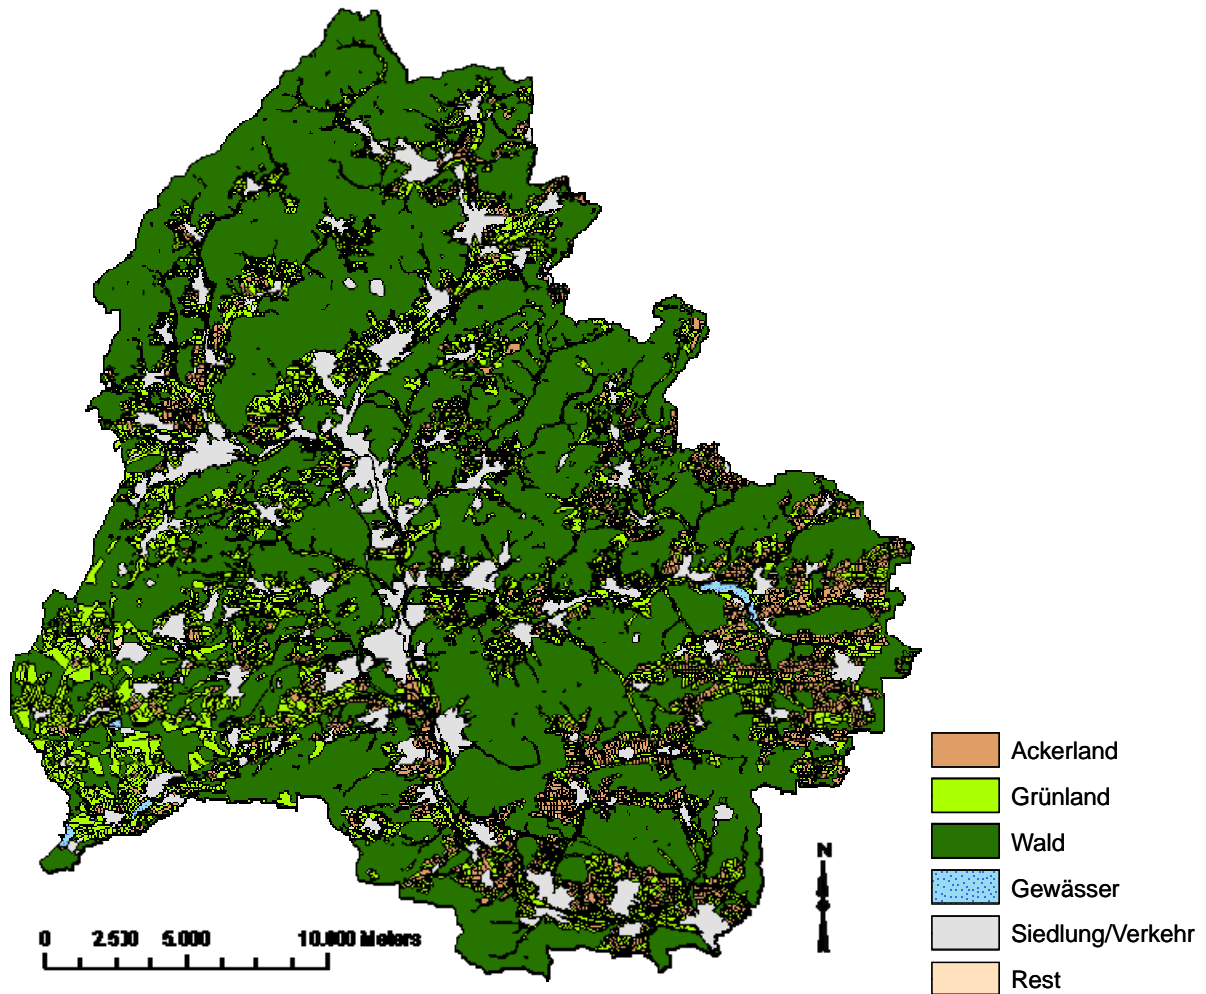 0 2.500 5.000 10.000 Meters
N
Ackerland
Grünland
Wald
Gewässer
Siedlung/Verkehr
Rest